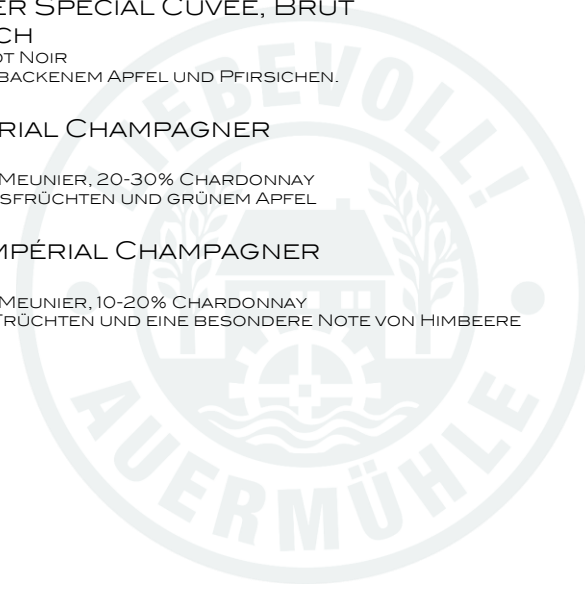 ER SPECIAL CUVÉE, BRUT
CH
OT NOIR
BACKENEM APFEL UND PFIRSICHEN.
RIAL CHAMPAGNER
MEUNIER, 20-30% CHARDONNAY
SFRÜCHTEN UND GRÜNEM APFEL
MPÉRIAL CHAMPAGNER
MEUNIER, 10-20% CHARDONNAY
FRÜCHTEN UND EINE BESONDERE NOTE VON HIMBEERE
LIEBEVOLL!
AUERMÜHLE